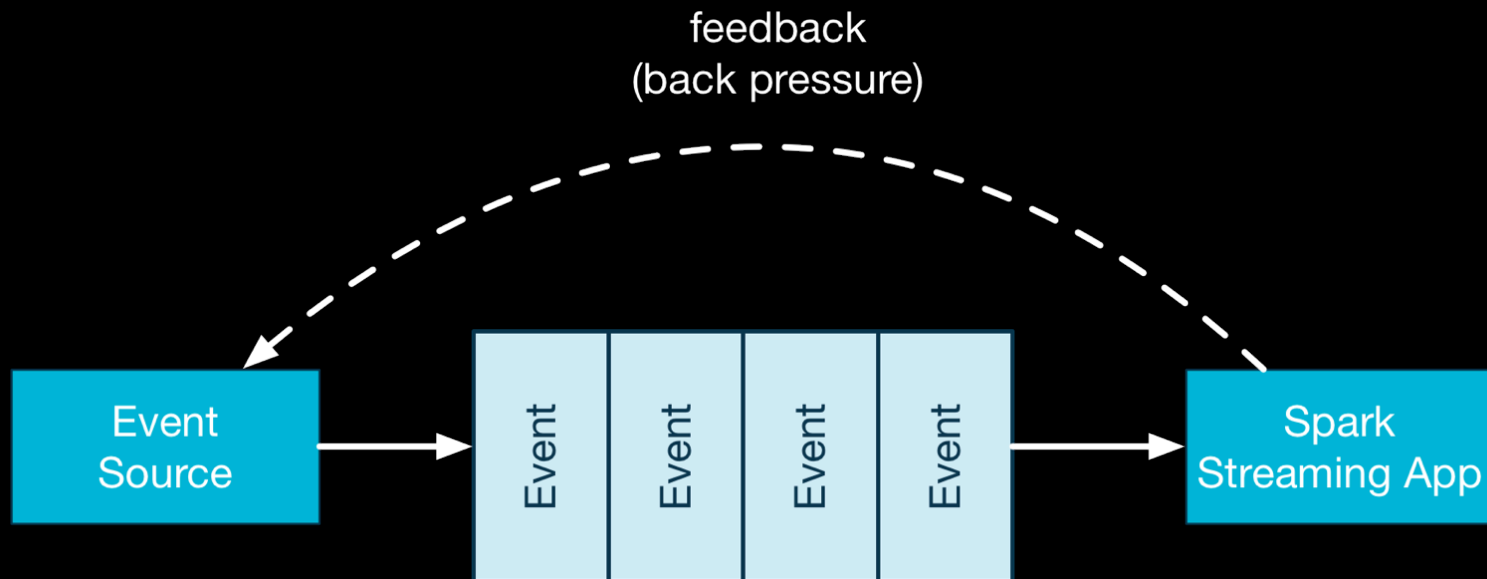 feedback
(back pressure)
Event
Source
Event
Event
Event
Event
Spark
Streaming App